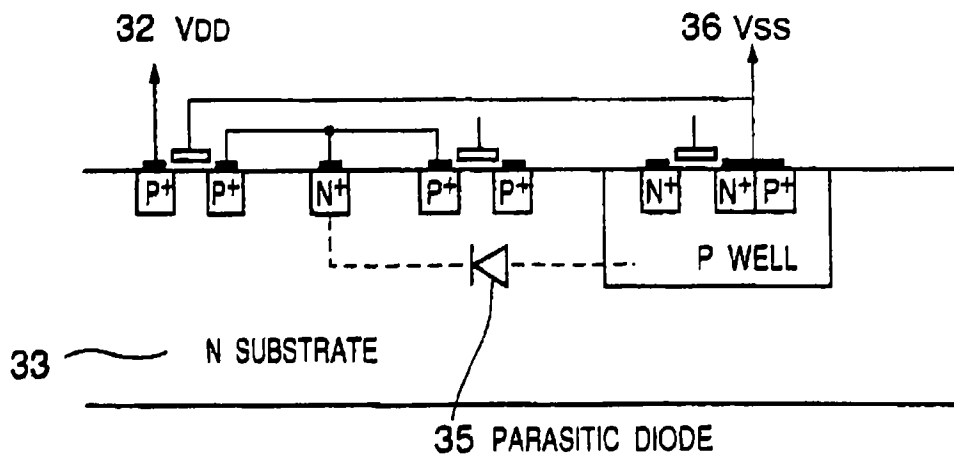 32 VDD
36 VSS
P+ P+ N+ P+ P+ N+ N+ P+
P WELL
33 N SUBSTRATE
35 PARASITIC DIODE